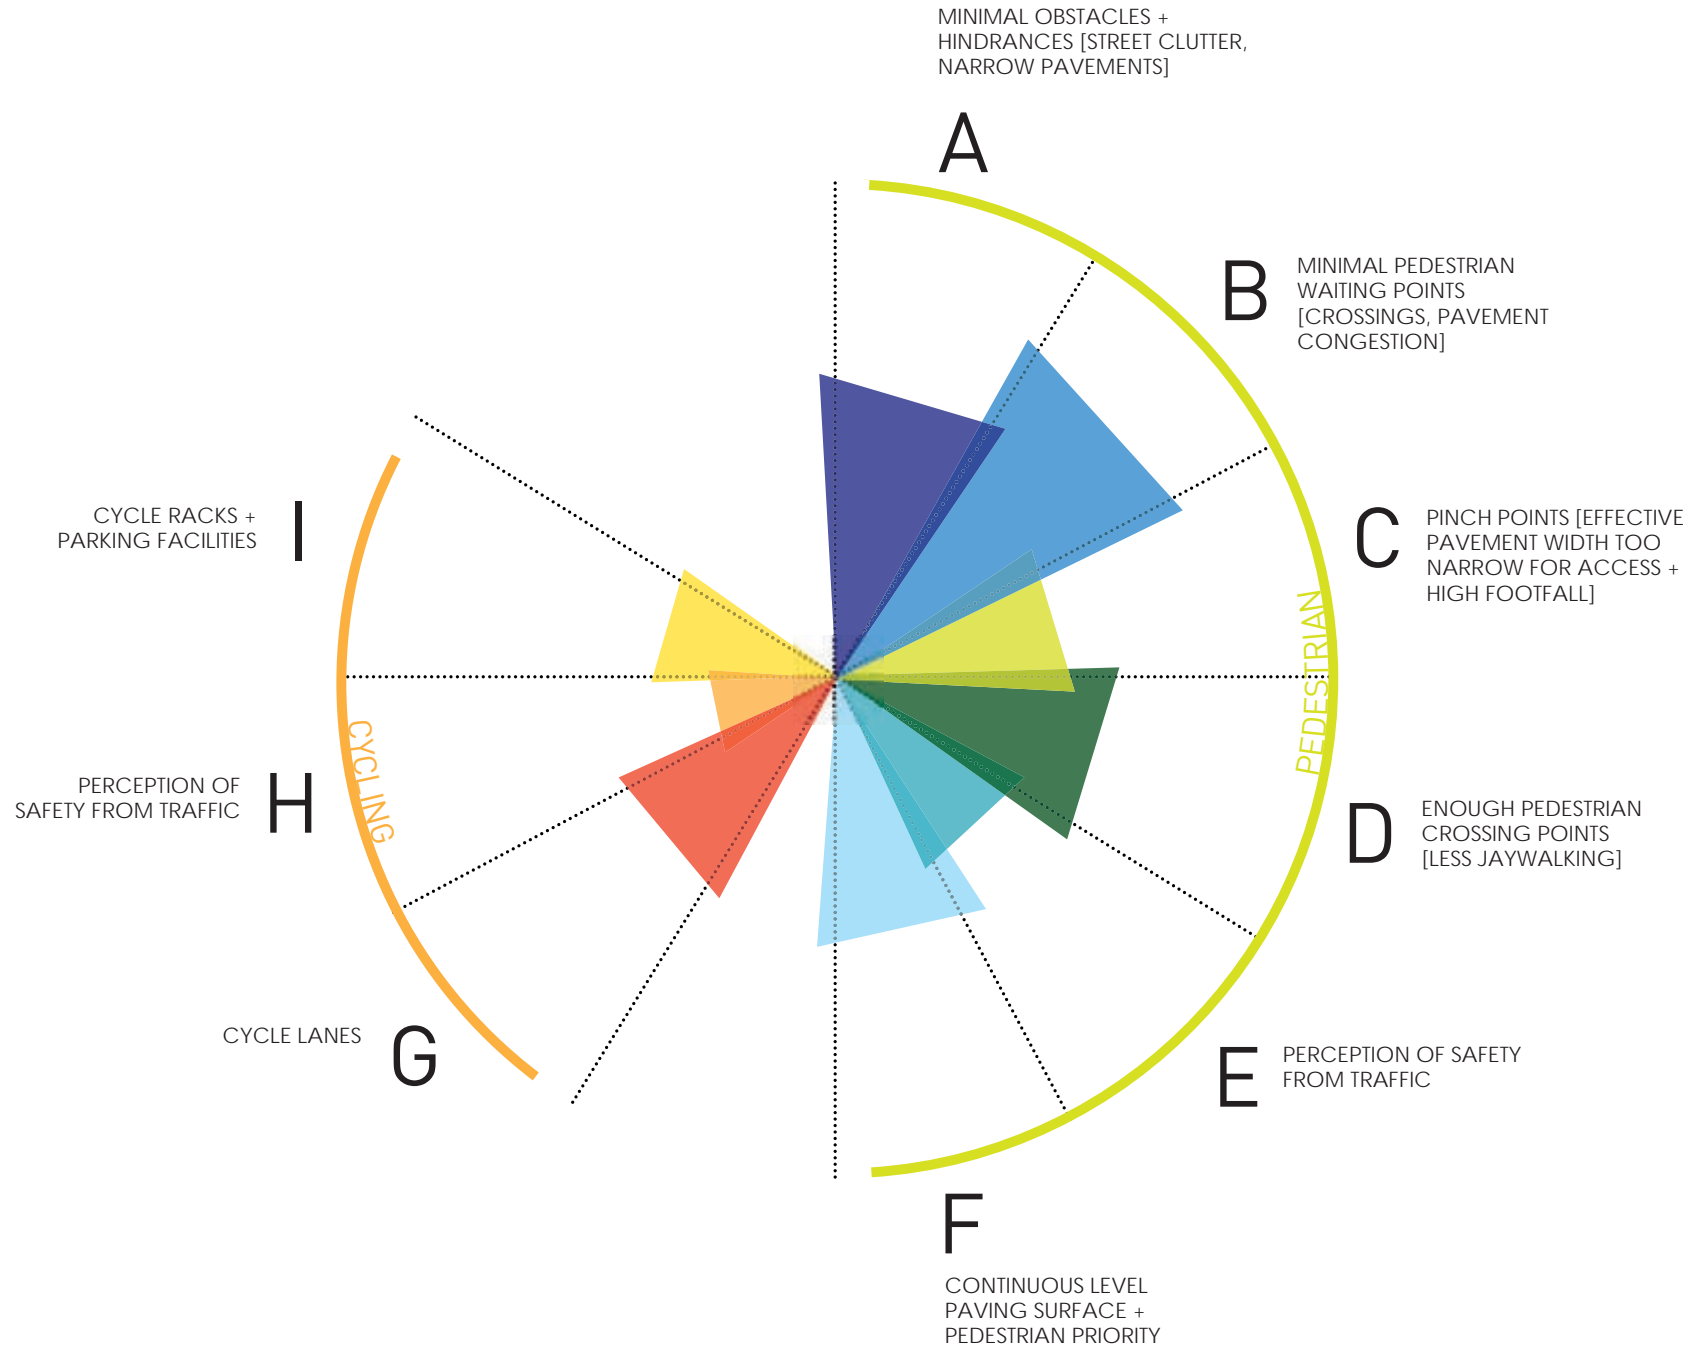 MINIMAL OBSTACLES +
HINDRANCES [STREET CLUTTER,
NARROW PAVEMENTS]
A
B
MINIMAL PEDESTRIAN
WAITING POINTS
[CROSSINGS, PAVEMENT
CONGESTION]
C
PINCH POINTS [EFFECTIVE
PAVEMENT WIDTH TOO
NARROW FOR ACCESS +
HIGH FOOTFALL]
PEDESTRIAN
D
ENOUGH PEDESTRIAN
CROSSING POINTS
[LESS JAYWALKING]
E
PERCEPTION OF SAFETY
FROM TRAFFIC
F
CONTINUOUS LEVEL
PAVING SURFACE +
PEDESTRIAN PRIORITY
CYCLE LANES
G
PERCEPTION OF
SAFETY FROM TRAFFIC
H
CYCLING
CYCLE RACKS +
PARKING FACILITIES
I